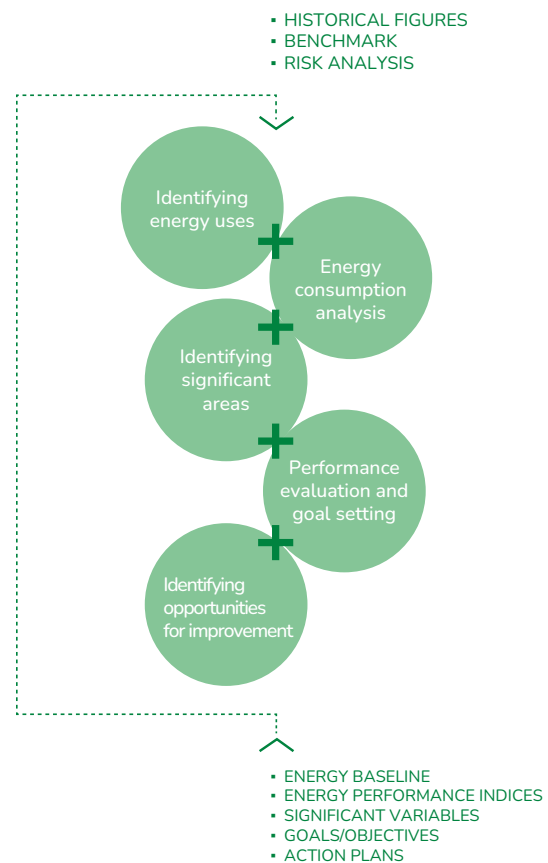 ▪ HISTORICAL FIGURES
▪ BENCHMARK
▪ RISK ANALYSIS
Identifying
energy uses
Energy
consumption
analysis
Identifying
significant
areas
Performance
evaluation and
goal setting
Identifying
opportunities
for improvement
▪ ENERGY BASELINE
▪ ENERGY PERFORMANCE INDICES
▪ SIGNIFICANT VARIABLES
▪ GOALS/OBJECTIVES
▪ ACTION PLANS